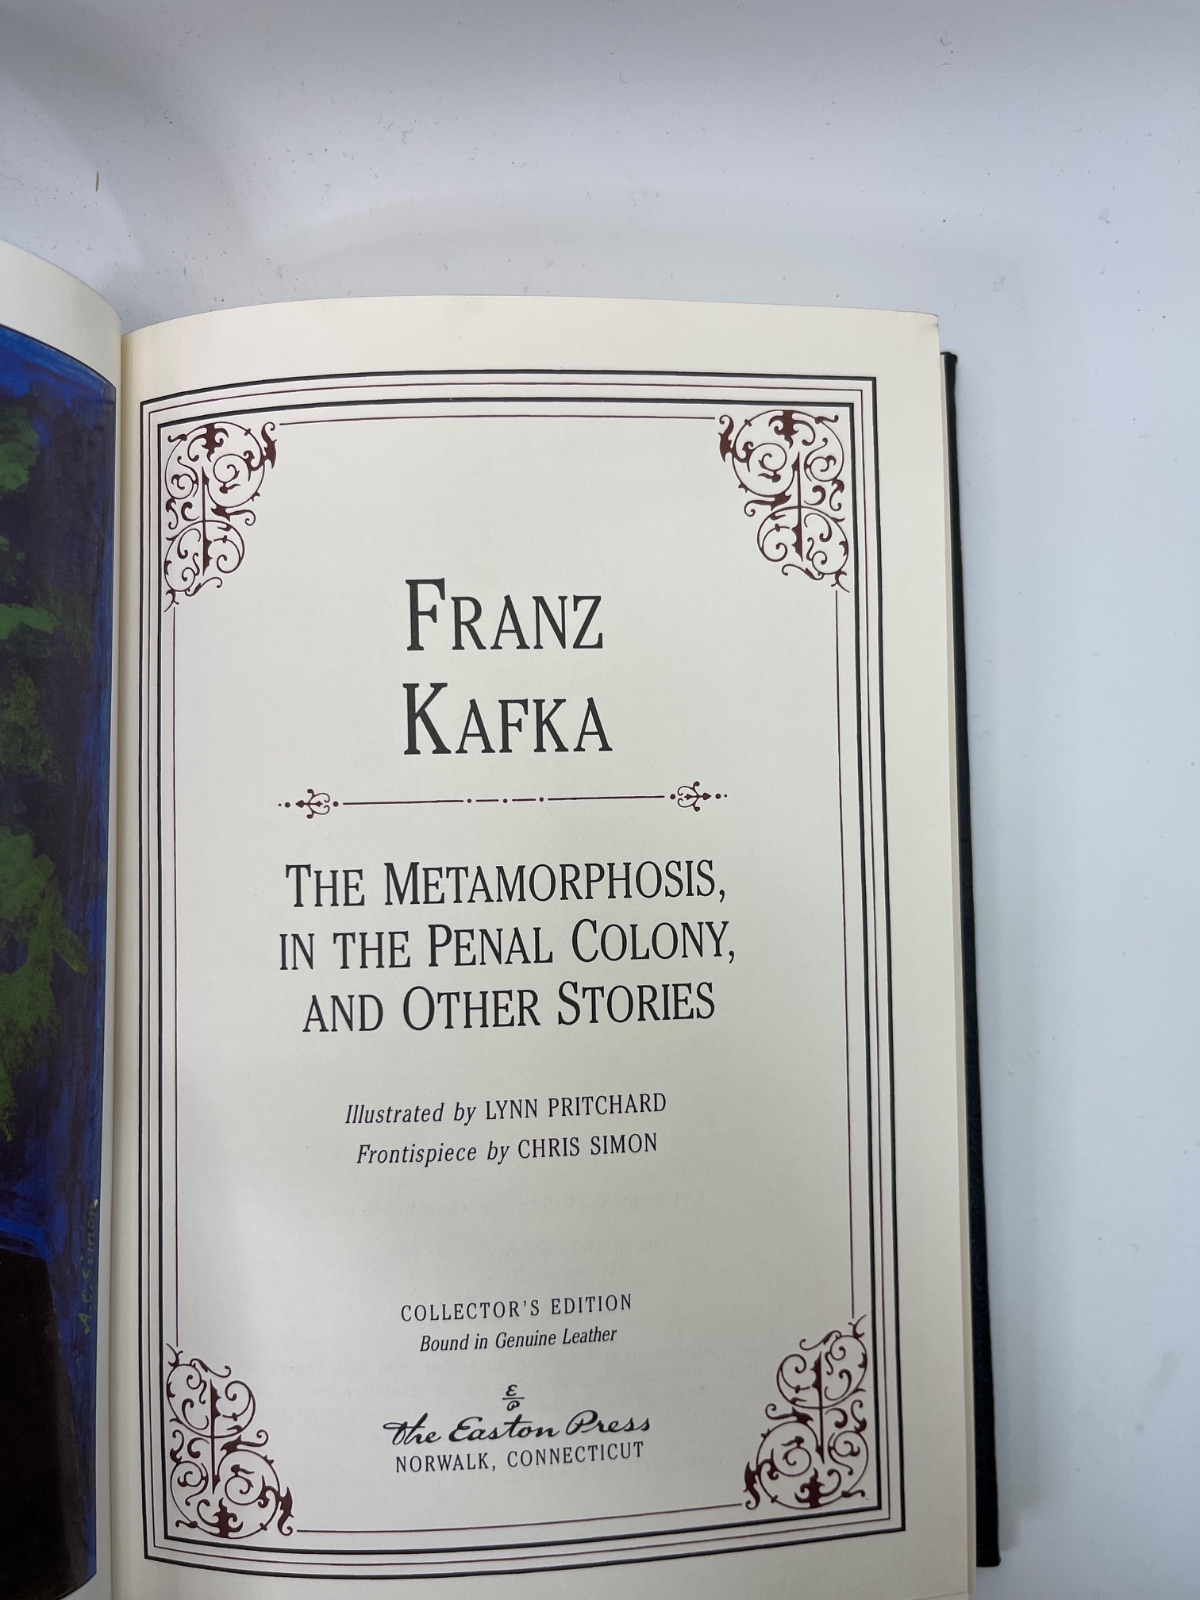 FRANZ
KAFKA
THE METAMORPHOSIS,
IN THE PENAL COLONY,
AND OTHER STORIES
Illustrated by LYNN PRITCHARD
Frontispiece by CHRIS SIMON
COLLECTOR'S EDITION
Bound in Genuine Leather
E
P
The Easton Press
NORWALK, CONNECTICUT
A.C. Simon